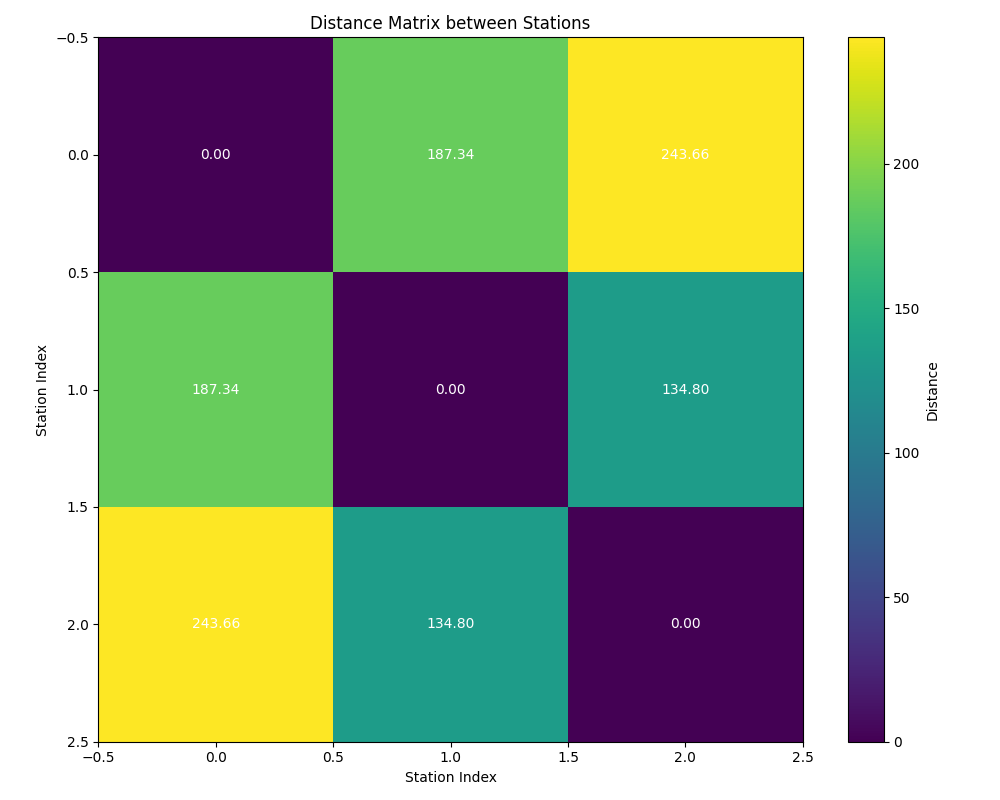 Distance Matrix between Stations
−0.5
0.0
0.5
1.0
1.5
2.0
2.5
Station Index
0.00 187.34 243.66
187.34 0.00 134.80
243.66 134.80 0.00
−0.5 0.0 0.5 1.0 1.5 2.0 2.5
Station Index
200
150
100
50
0
Distance